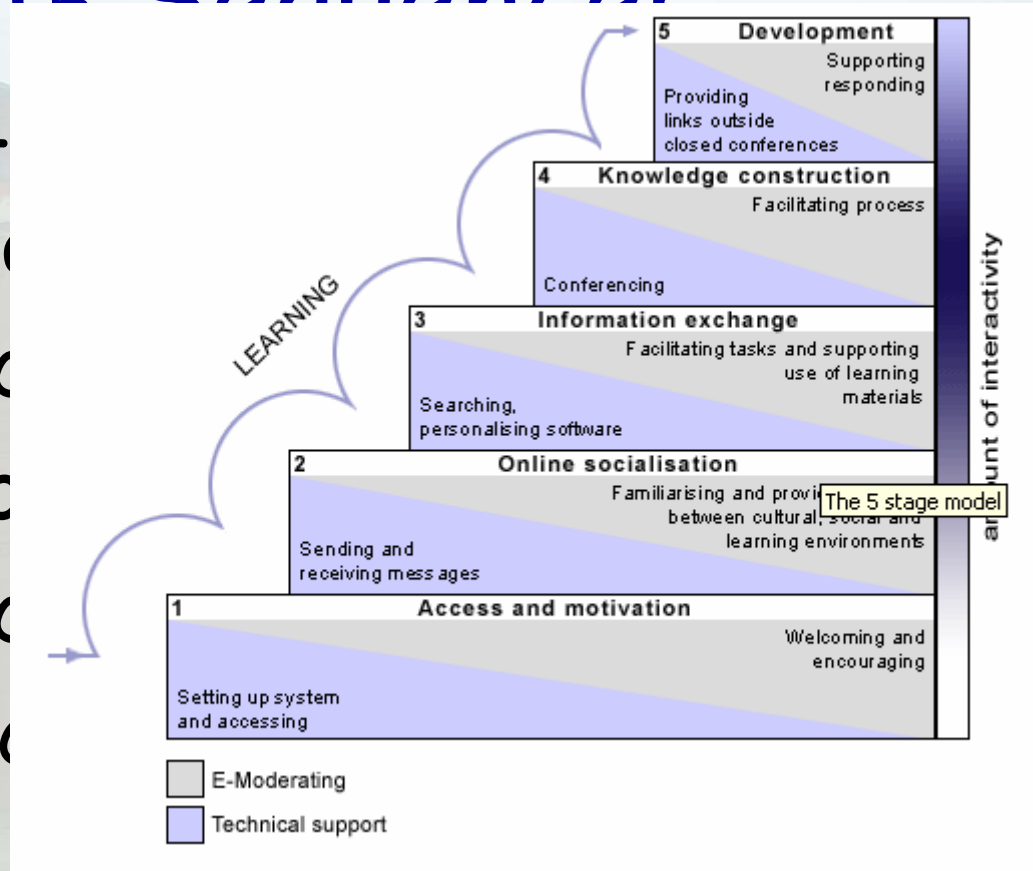 5 Development
Supporting
responding
Providing
links outside
closed conferences
4 Knowledge construction
Facilitating process
Conferencing
3 Information exchange
Facilitating tasks and supporting
use of learning
materials
Searching,
personalising software
2 Online socialisation
Familiarising and
between cultural, social and
learning environments
Sending and
receiving messages
1 Access and motivation
Welcoming and
encouraging
Setting up system
and accessing
LEARNING
of interactivity
The 5 stage model
E-Moderating
Technical support